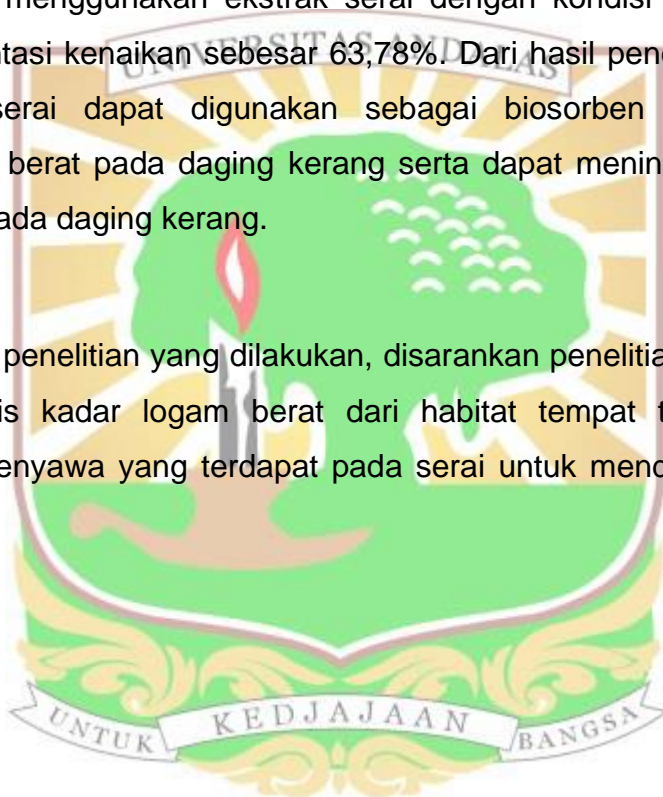 menggunakan ekstrak serai dengan kondisi
ntasi kenaikan sebesar 63,78%. Dari hasil pene
UNIVERSITAS ANDALAS
serai dapat digunakan sebagai biosorben
berat pada daging kerang serta dapat menin
ada daging kerang.
penelitian yang dilakukan, disarankan penelitia
is kadar logam berat dari habitat tempat t
enyawa yang terdapat pada serai untuk menc
UNTUK KEDJAJAAN BANGSA